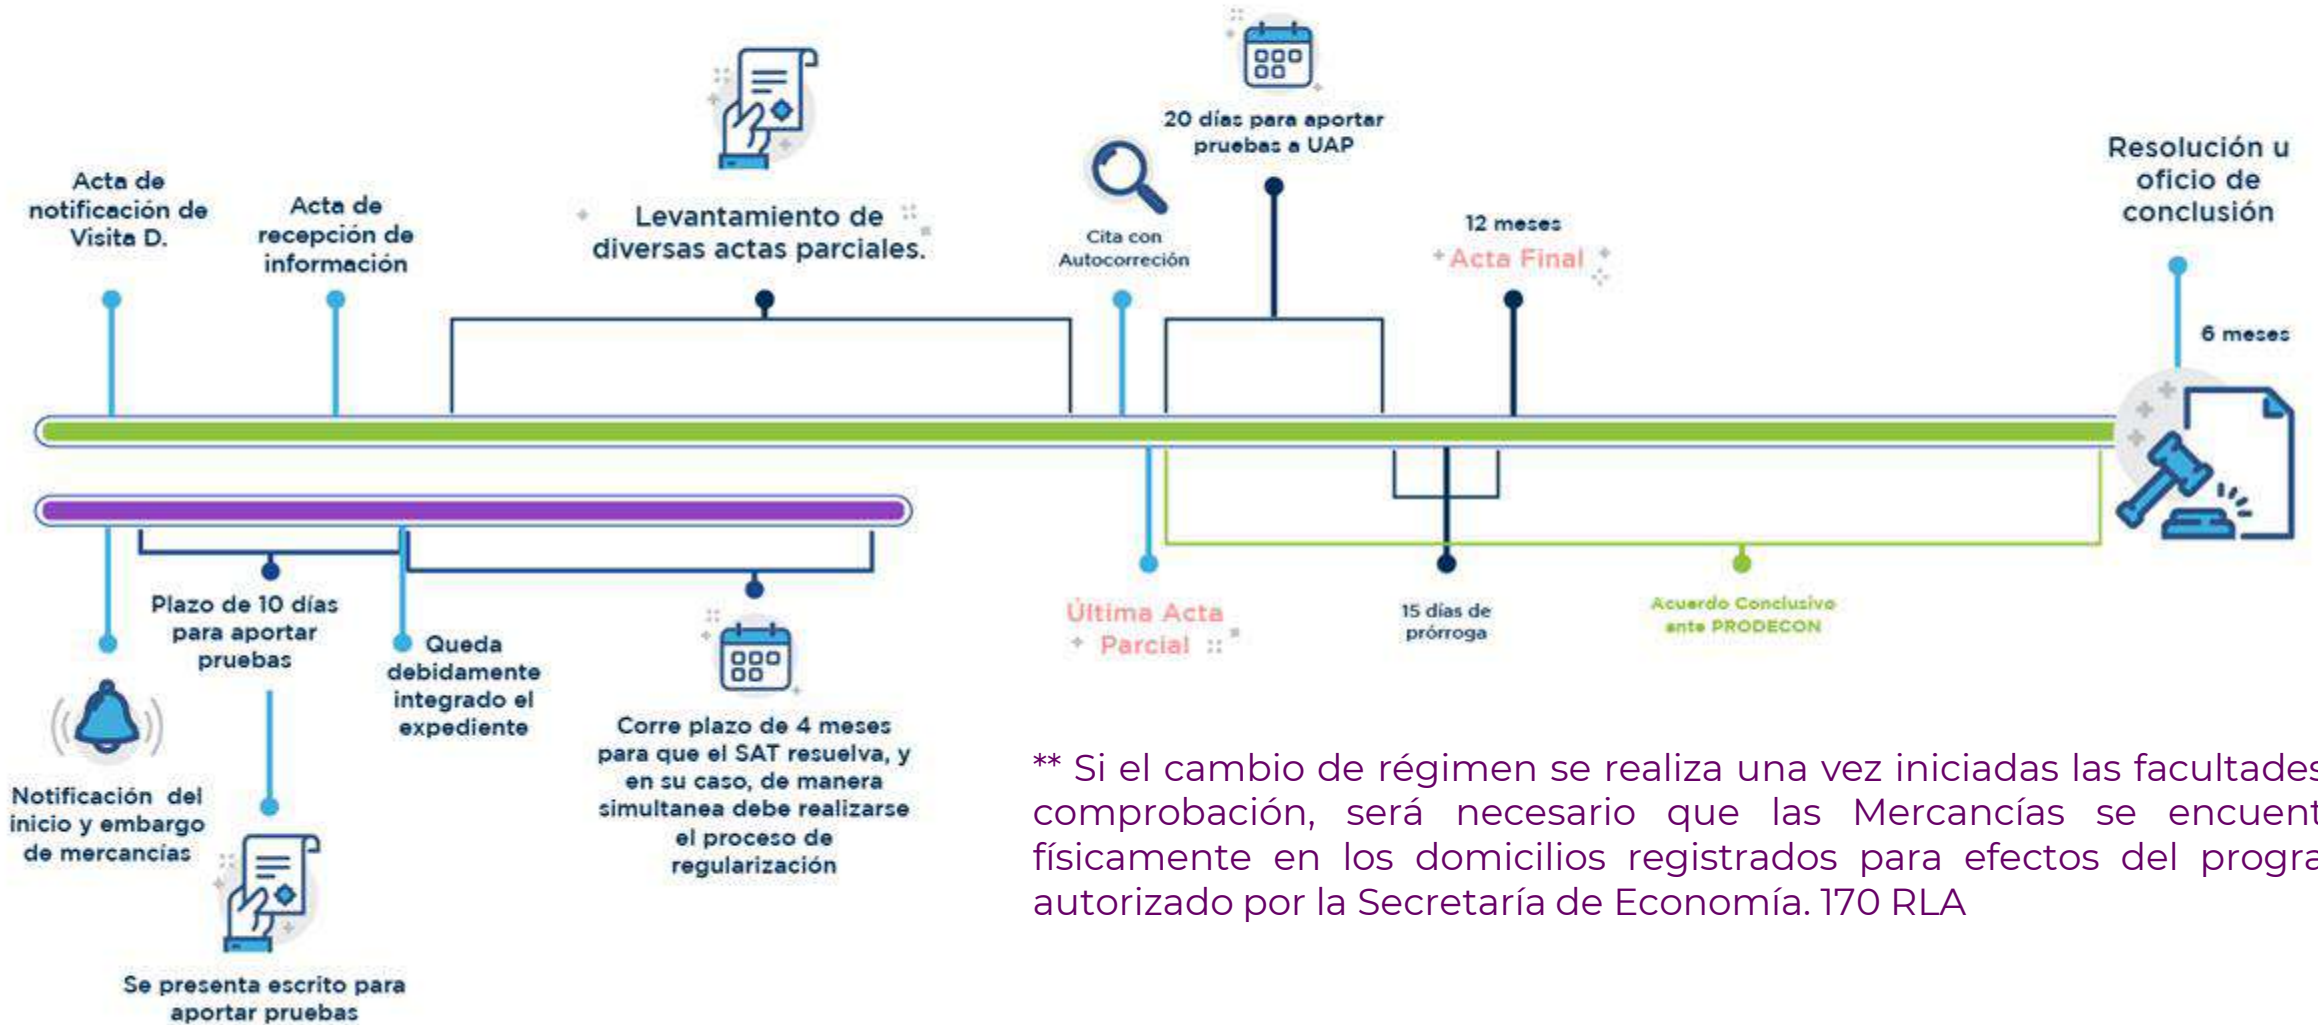 Acta de
notificación de
Visita D.
Acta de
recepción de
información
Levantamiento de
diversas actas parciales.
Cita con
Autocorreción
20 días para aportar
pruebas a UAP
12 meses
Acta Final
Resolución u
oficio de
conclusión
6 meses
Notificación del
inicio y embargo
de mercancías
Plazo de 10 días
para aportar
pruebas
Se presenta escrito para
aportar pruebas
Queda
debidamente
integrado el
expediente
Corre plazo de 4 meses
para que el SAT resuelva, y
en su caso, de manera
simultanea debe realizarse
el proceso de
regularización
Última Acta
Parcial
15 días de
prórroga
Acuerdo Conclusivo
ante PRODECON
** Si el cambio de régimen se realiza una vez iniciadas las facultades
comprobación, será necesario que las Mercancías se encuent
físicamente en los domicilios registrados para efectos del progra
autorizado por la Secretaría de Economía. 170 RLA